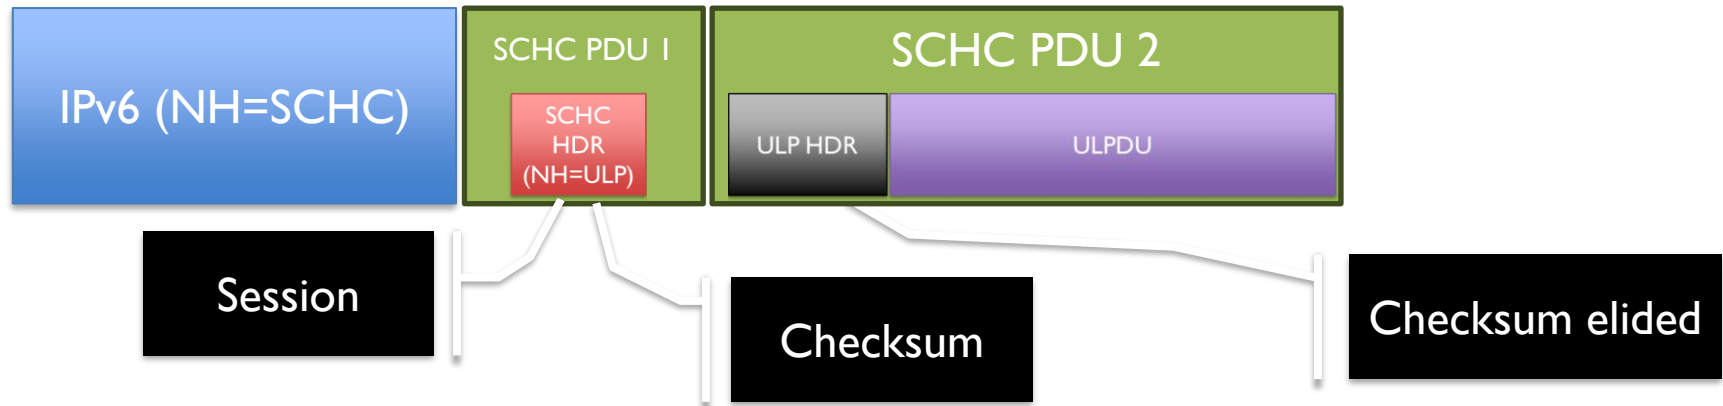 IPv6 (NH=SCHC)
SCHC PDU 1
SCHC
HDR
(NH=ULP)
SCHC PDU 2
ULP HDR
ULPDU
Session
Checksum
Checksum elided